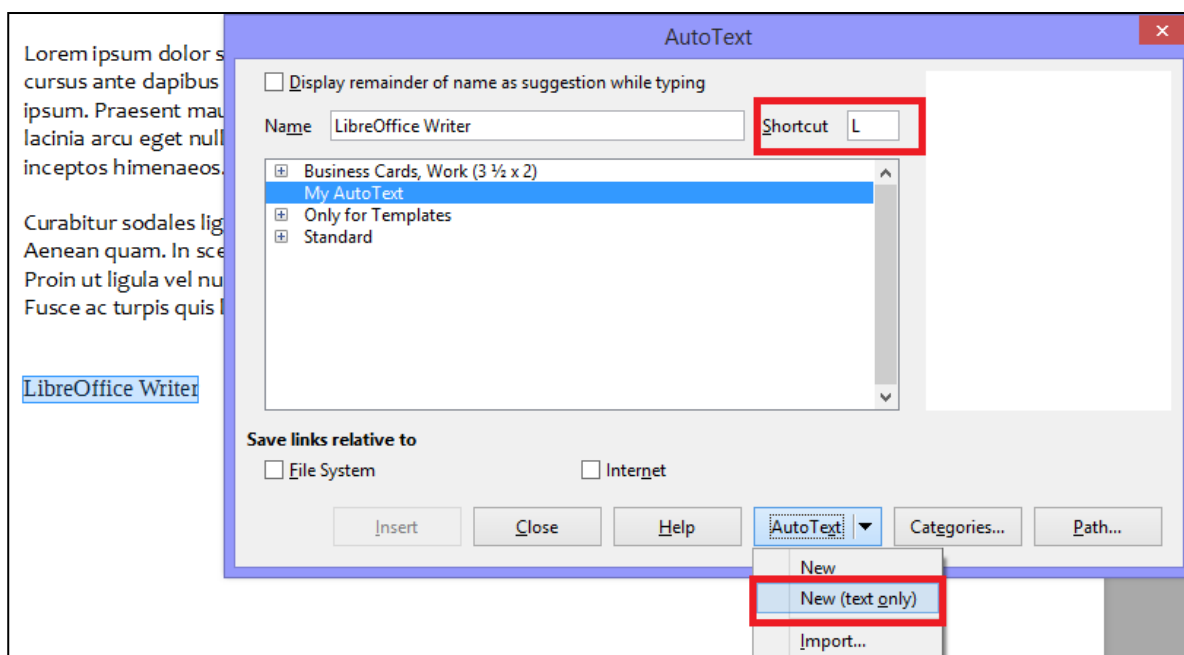 AutoText
Lorem ipsum dolor s
cursus ante dapibus
ipsum. Praesent mau
lacinia arcu eget null
inceptos himenaeos.
Curabitur sodales lig
Aenean quam. In sce
Proin ut ligula vel nu
Fusce ac turpis quis l
LibreOffice Writer
Display remainder of name as suggestion while typing
Name LibreOffice Writer Shortcut L
Business Cards, Work (3 ½ x 2)
My AutoText
Only for Templates
Standard
Save links relative to
File System Internet
Insert Close Help AutoText Categories... Path...
New
New (text only)
Import...